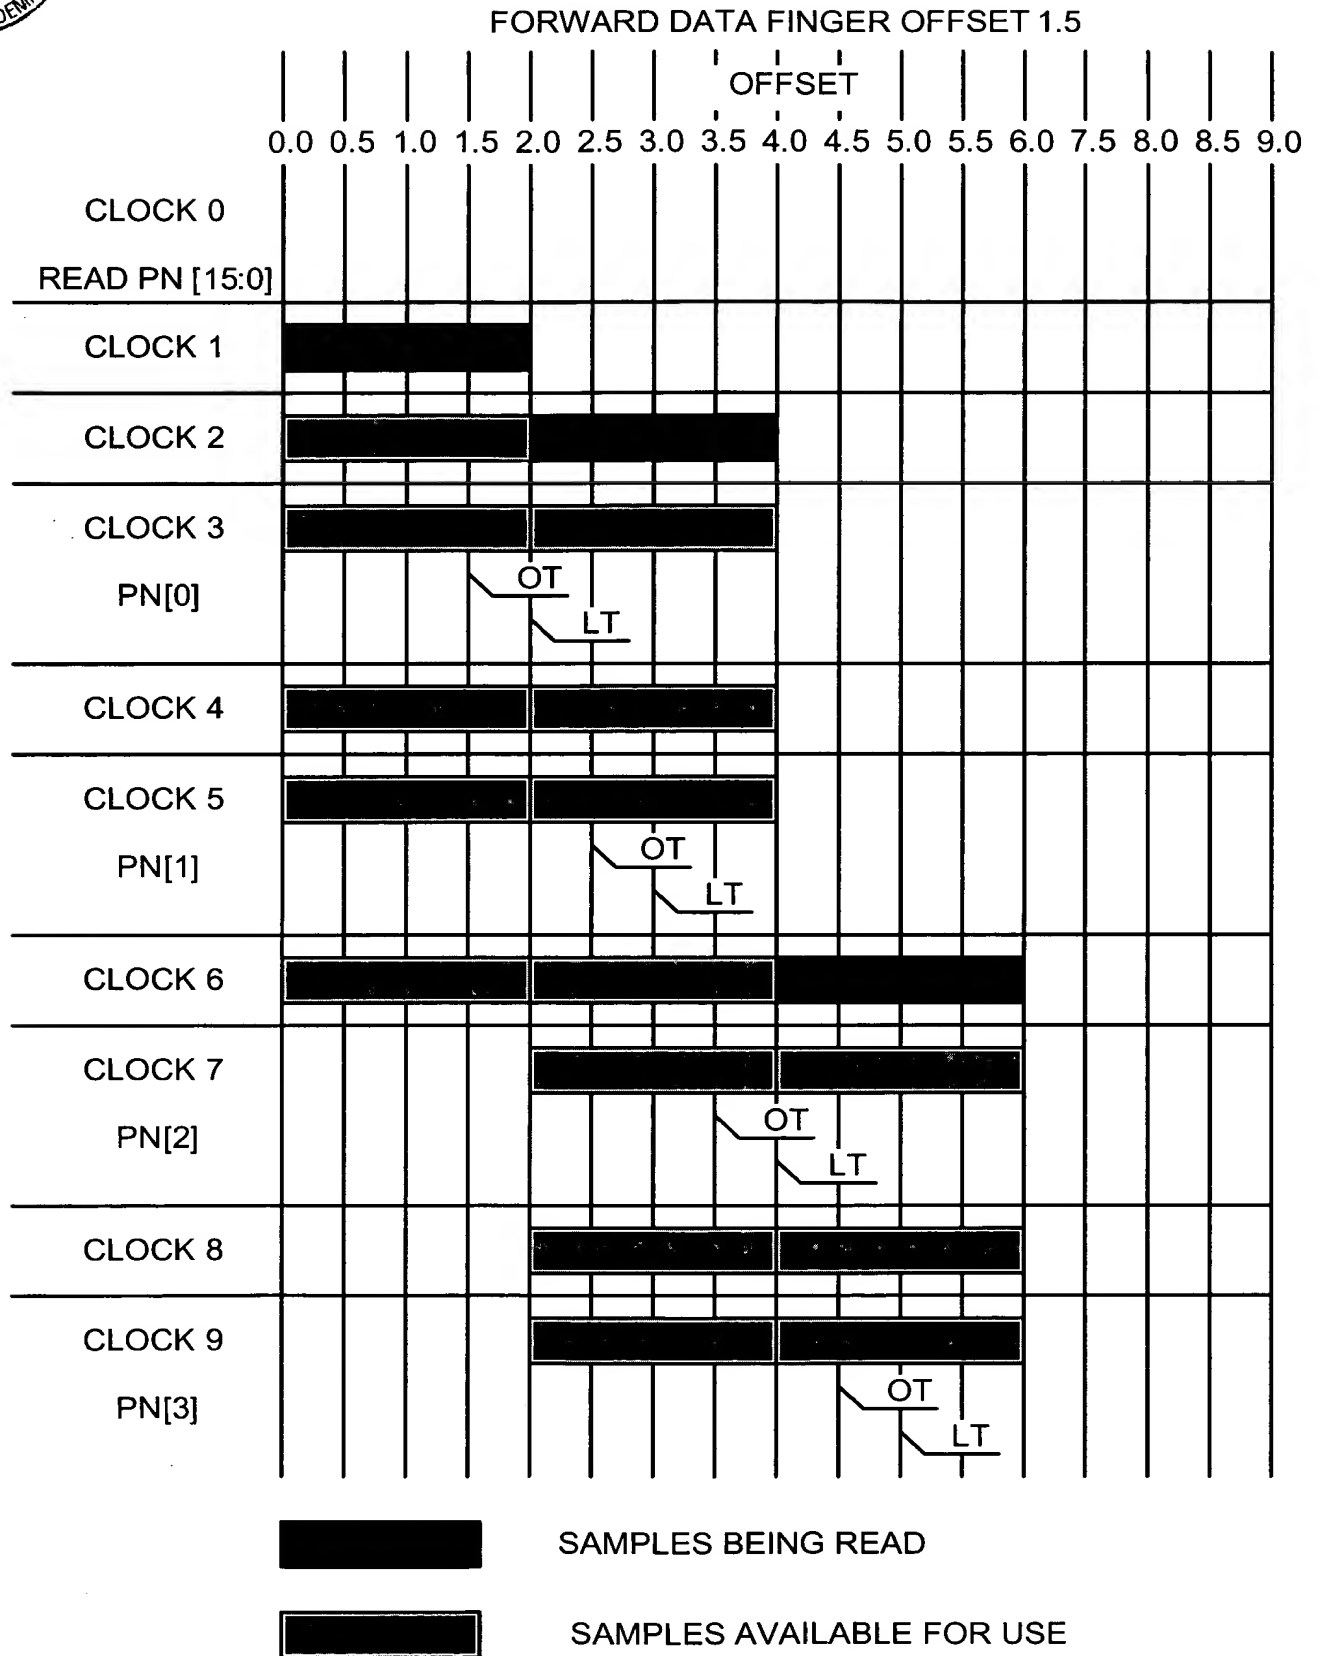 FORWARD DATA FINGER OFFSET 1.5
OFFSET
0.0 0.5 1.0 1.5 2.0 2.5 3.0 3.5 4.0 4.5 5.0 5.5 6.0 7.5 8.0 8.5 9.0
CLOCK 0
READ PN [15:0]
CLOCK 1
CLOCK 2
CLOCK 3
OT
PN[0]
LT
CLOCK 4
CLOCK 5
OT
PN[1]
LT
CLOCK 6
CLOCK 7
OT
PN[2]
LT
CLOCK 8
CLOCK 9
OT
PN[3]
LT
SAMPLES BEING READ
SAMPLES AVAILABLE FOR USE